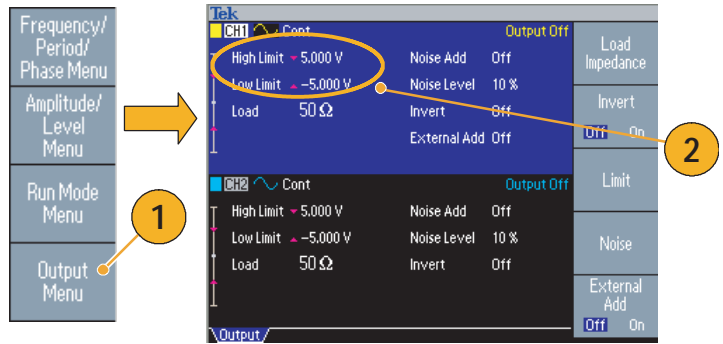 Frequency/
Period/
Phase Menu
Amplitude/
Level
Menu
Run Mode
Menu
Output
Menu
1
Tek
CH1 Cont Output Off
High Limit 5.000 V Noise Add Off
Low Limit −5.000 V Noise Level 10 %
Load 50 Ω Invert Off
External Add Off
CH2 Cont Output Off
High Limit 5.000 V Noise Add Off
Low Limit −5.000 V Noise Level 10 %
Load 50 Ω Invert Off
Output
Load
Impedance
Invert
Off On
Limit
Noise
External
Add
Off On
2